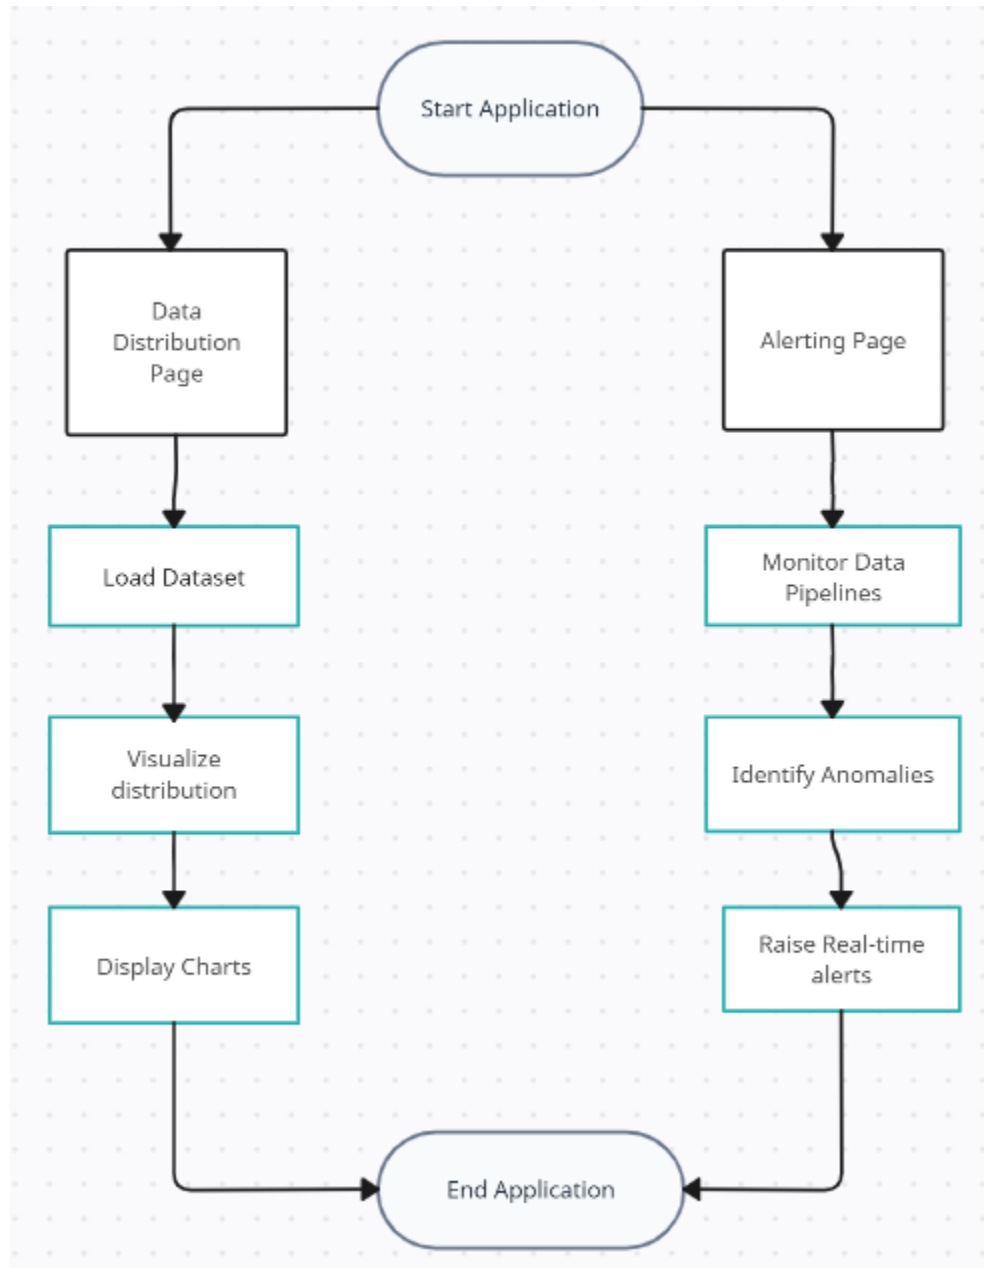 Start Application
Data
Distribution
Page
Alerting Page
Load Dataset
Monitor Data
Pipelines
Visualize
distribution
Identify Anomalies
Display Charts
Raise Real-time
alerts
End Application